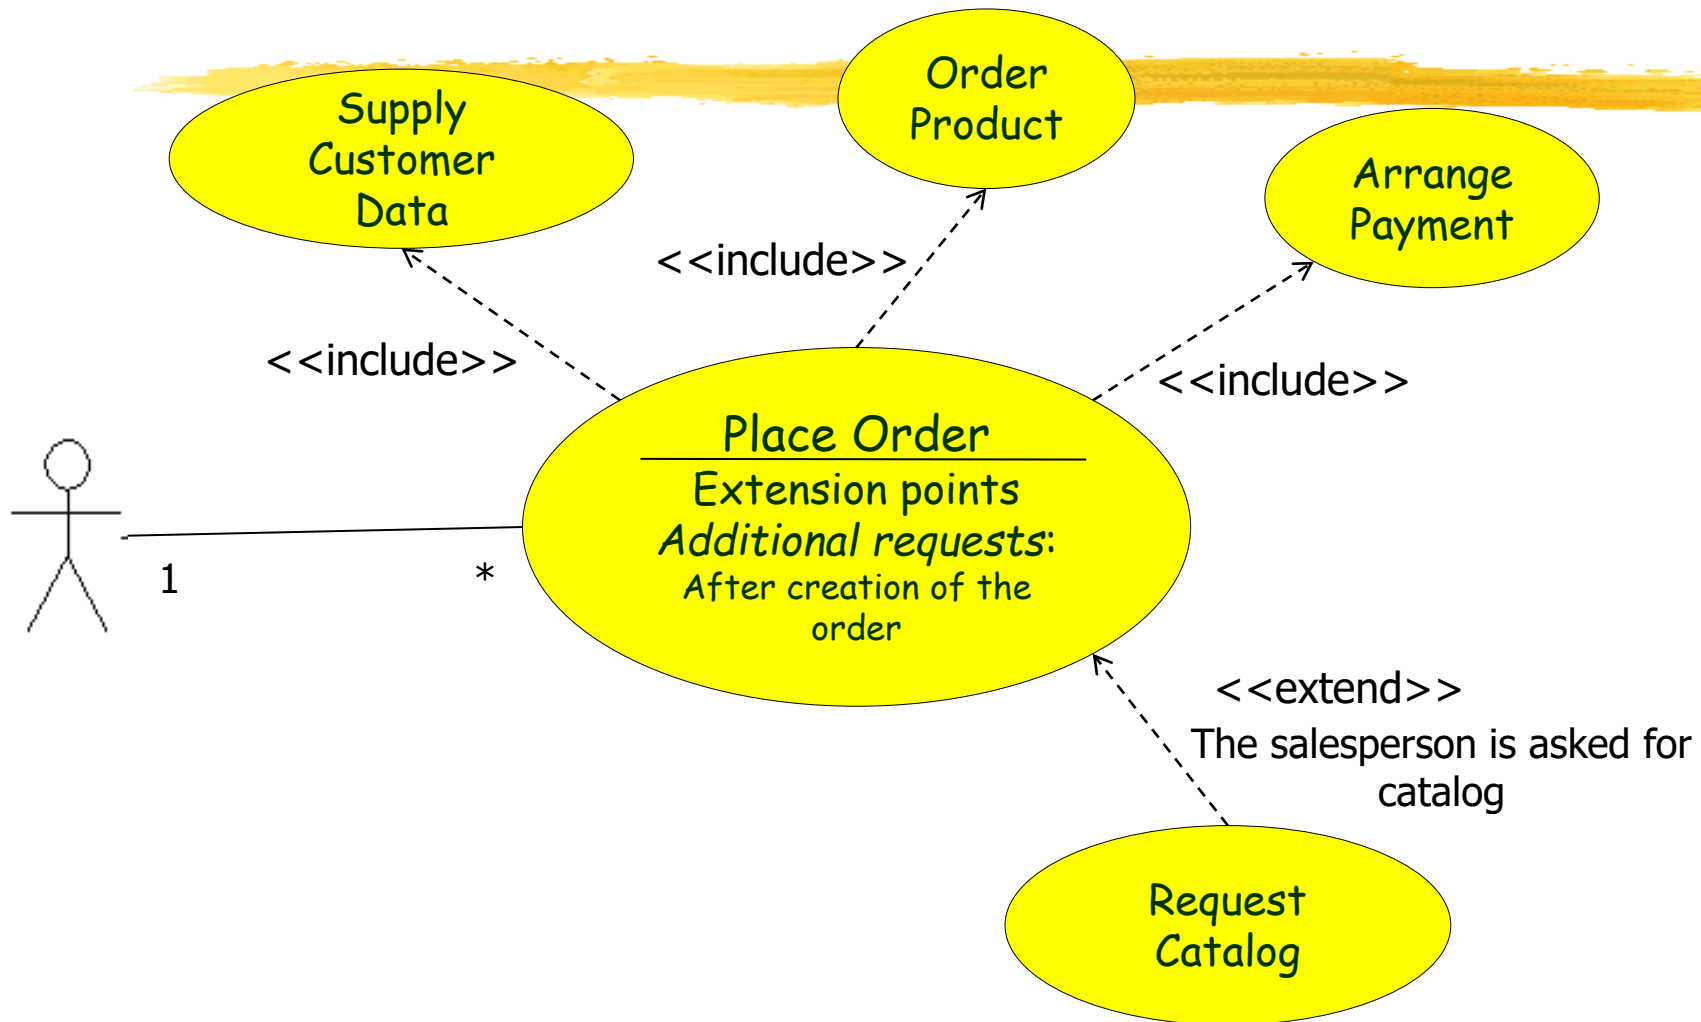 Order
Product
Supply
Customer
Data
Arrange
Payment
<<include>>
<<include>>
<<include>>
Place Order
Extension points
Additional requests:
After creation of the
order
1
*
<<extend>>
The salesperson is asked for
catalog
Request
Catalog